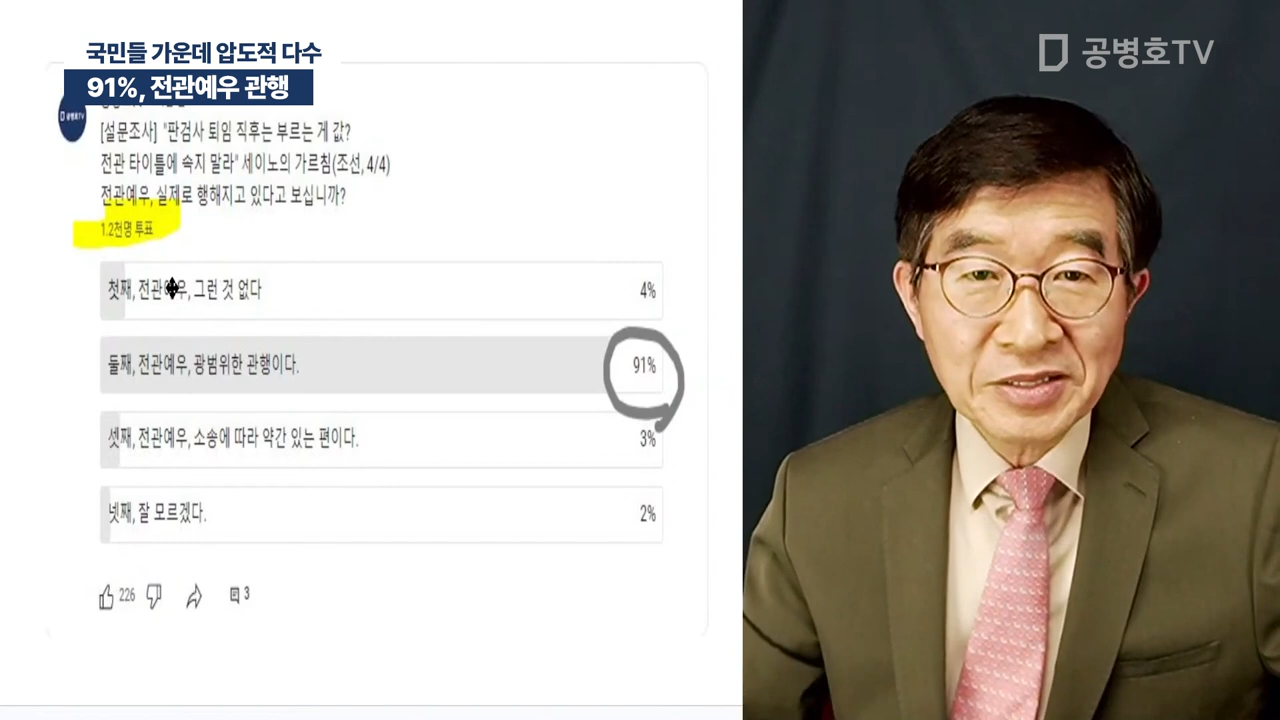 국민들 가운데 압도적 다수
91%, 전관예우 관행
공병호TV
공병호TV
[설문조사] "판검사 퇴임 직후는 부르는 게 값?
전관 타이틀에 속지 말라" 세이노의 가르침(조선, 4/4)
전관예우, 실제로 행해지고 있다고 보십니까?
1.2천명 투표
첫째, 전관예우, 그런 것 없다 4%
둘째, 전관예우, 광범위한 관행이다. 91%
셋째, 전관예우, 소송에 따라 약간 있는 편이다. 3%
넷째, 잘 모르겠다. 2%
226 3